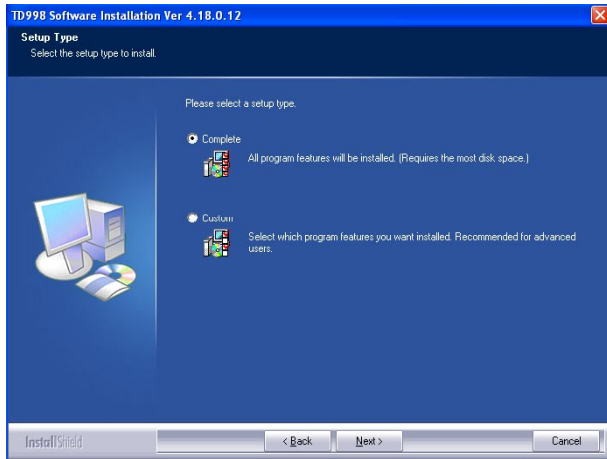 TD998 Software Installation Ver 4.18.0.12
Setup Type
Select the setup type to install.
Please select a setup type.
Complete
All program features will be installed. (Requires the most disk space.)
Custom
Select which program features you want installed. Recommended for advanced
users.
InstallShield
< Back
Next >
Cancel